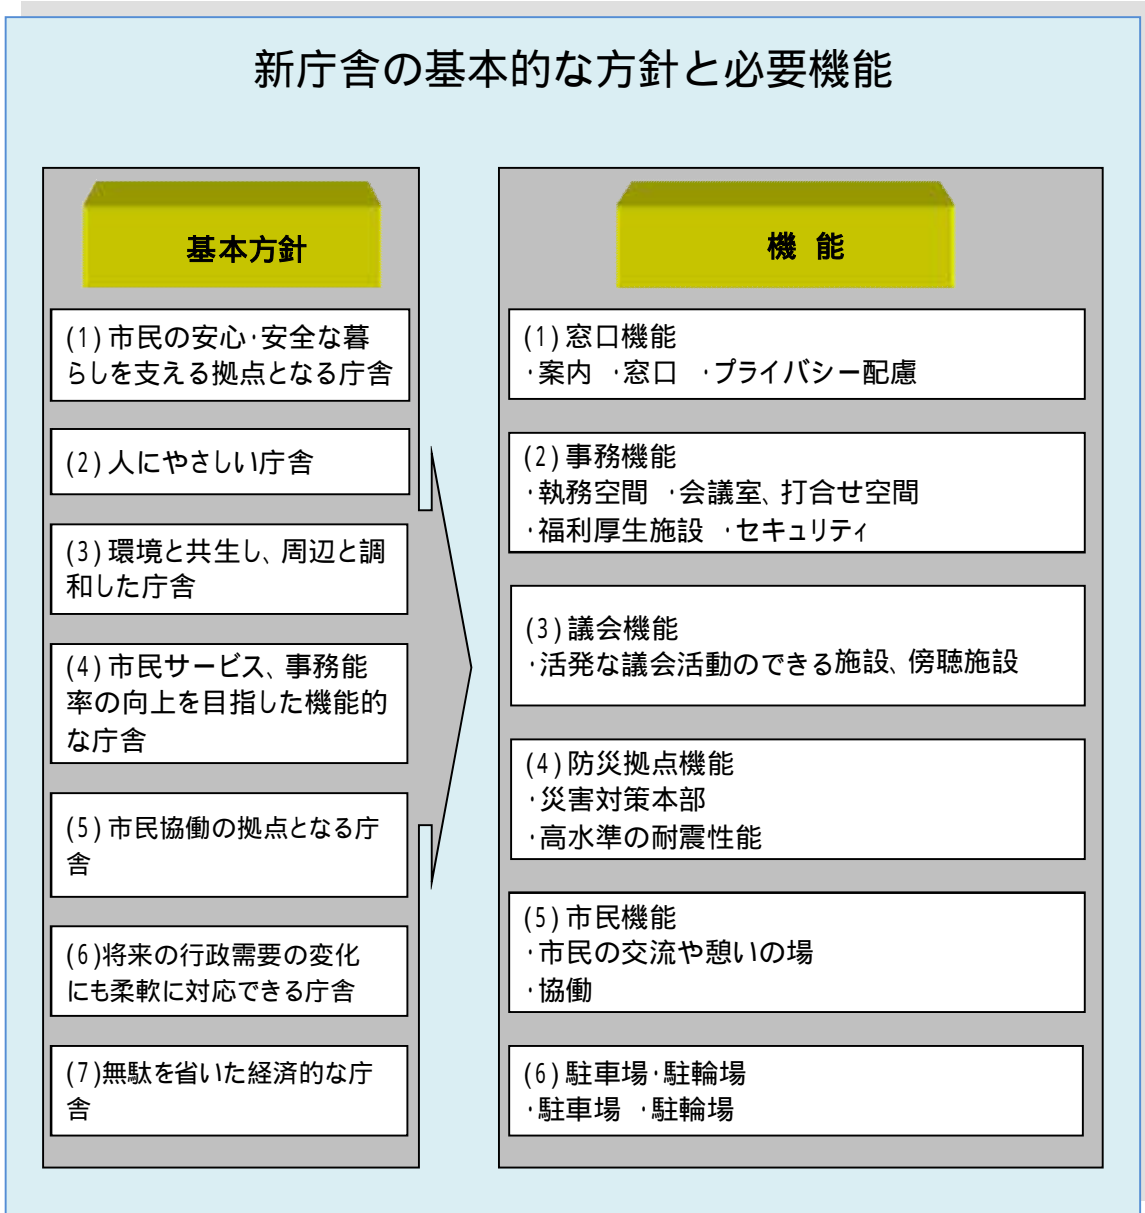 新庁舎の基本的な方針と必要機能
基本方針
(1)市民の安心・安全な暮
らしを支える拠点となる庁舎
(2)人にやさしい庁舎
(3)環境と共生し、周辺と調
和した庁舎
(4)市民サービス、事務能
率の向上を目指した機能的
な庁舎
(5)市民協働の拠点となる庁
舎
(6)将来の行政需要の変化
にも柔軟に対応できる庁舎
(7)無駄を省いた経済的な庁
舎
機 能
(1)窓口機能
・案内 ・窓口 ・プライバシー配慮
(2)事務機能
・執務空間 ・会議室、打合せ空間
・福利厚生施設 ・セキュリティ
(3)議会機能
・活発な議会活動のできる施設、傍聴施設
(4)防災拠点機能
・災害対策本部
・高水準の耐震性能
(5)市民機能
・市民の交流や憩いの場
・協働
(6)駐車場・駐輪場
・駐車場 ・駐輪場